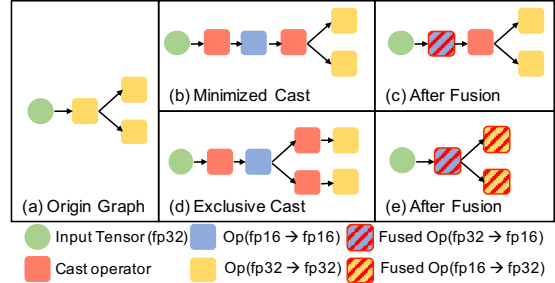 (b) Minimized Cast
(c) After Fusion
(a) Origin Graph
(d) Exclusive Cast
(e) After Fusion
Input Tensor(fp32)
Op(fp16 → fp16)
Fused Op(fp32 → fp16)
Cast operator
Op(fp32 → fp32)
Fused Op(fp16 → fp32)